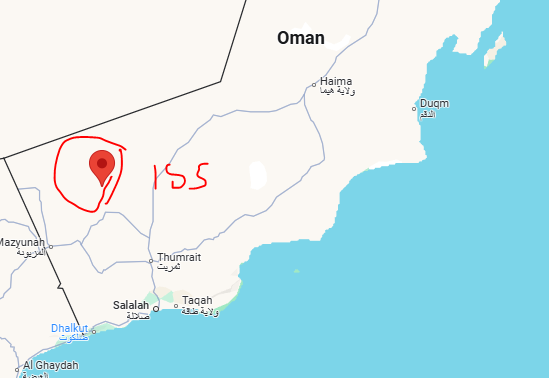 Oman
Haima
ولاية هيما
Duqm
الدقم
155
Mazyunah
المزيونة
Thumrait
ثمريت
Salalah
صلالة
Taqah
ولاية طاقة
Dhalkut
ضلكوت
Al Ghaydah